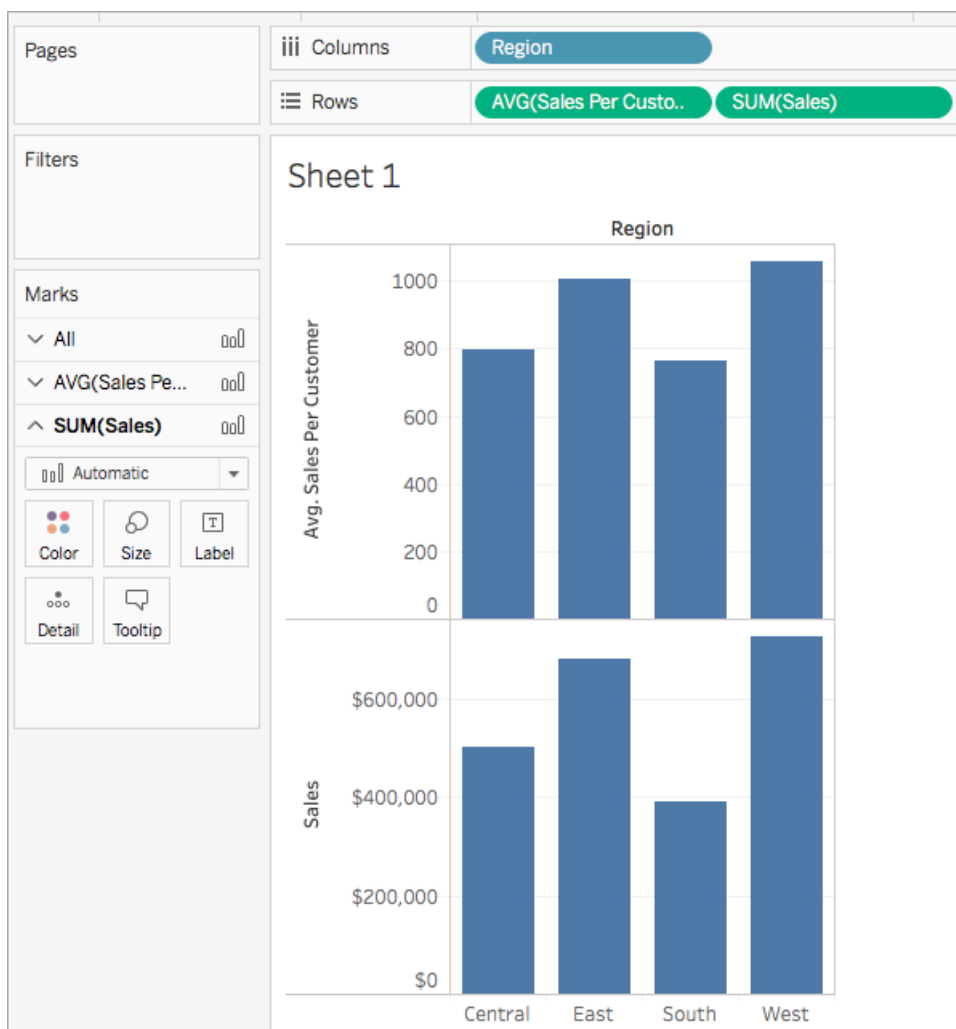 Pages
Columns
Region
Rows
AVG(Sales Per Custo..
SUM(Sales)
Filters
Marks
All
AVG(Sales Pe...
SUM(Sales)
Automatic
Color
Size
T
Label
Detail
Tooltip
Sheet 1
Region
Avg. Sales Per Customer
1000
800
600
400
200
0
Sales
$600,000
$400,000
$200,000
$0
Central
East
South
West